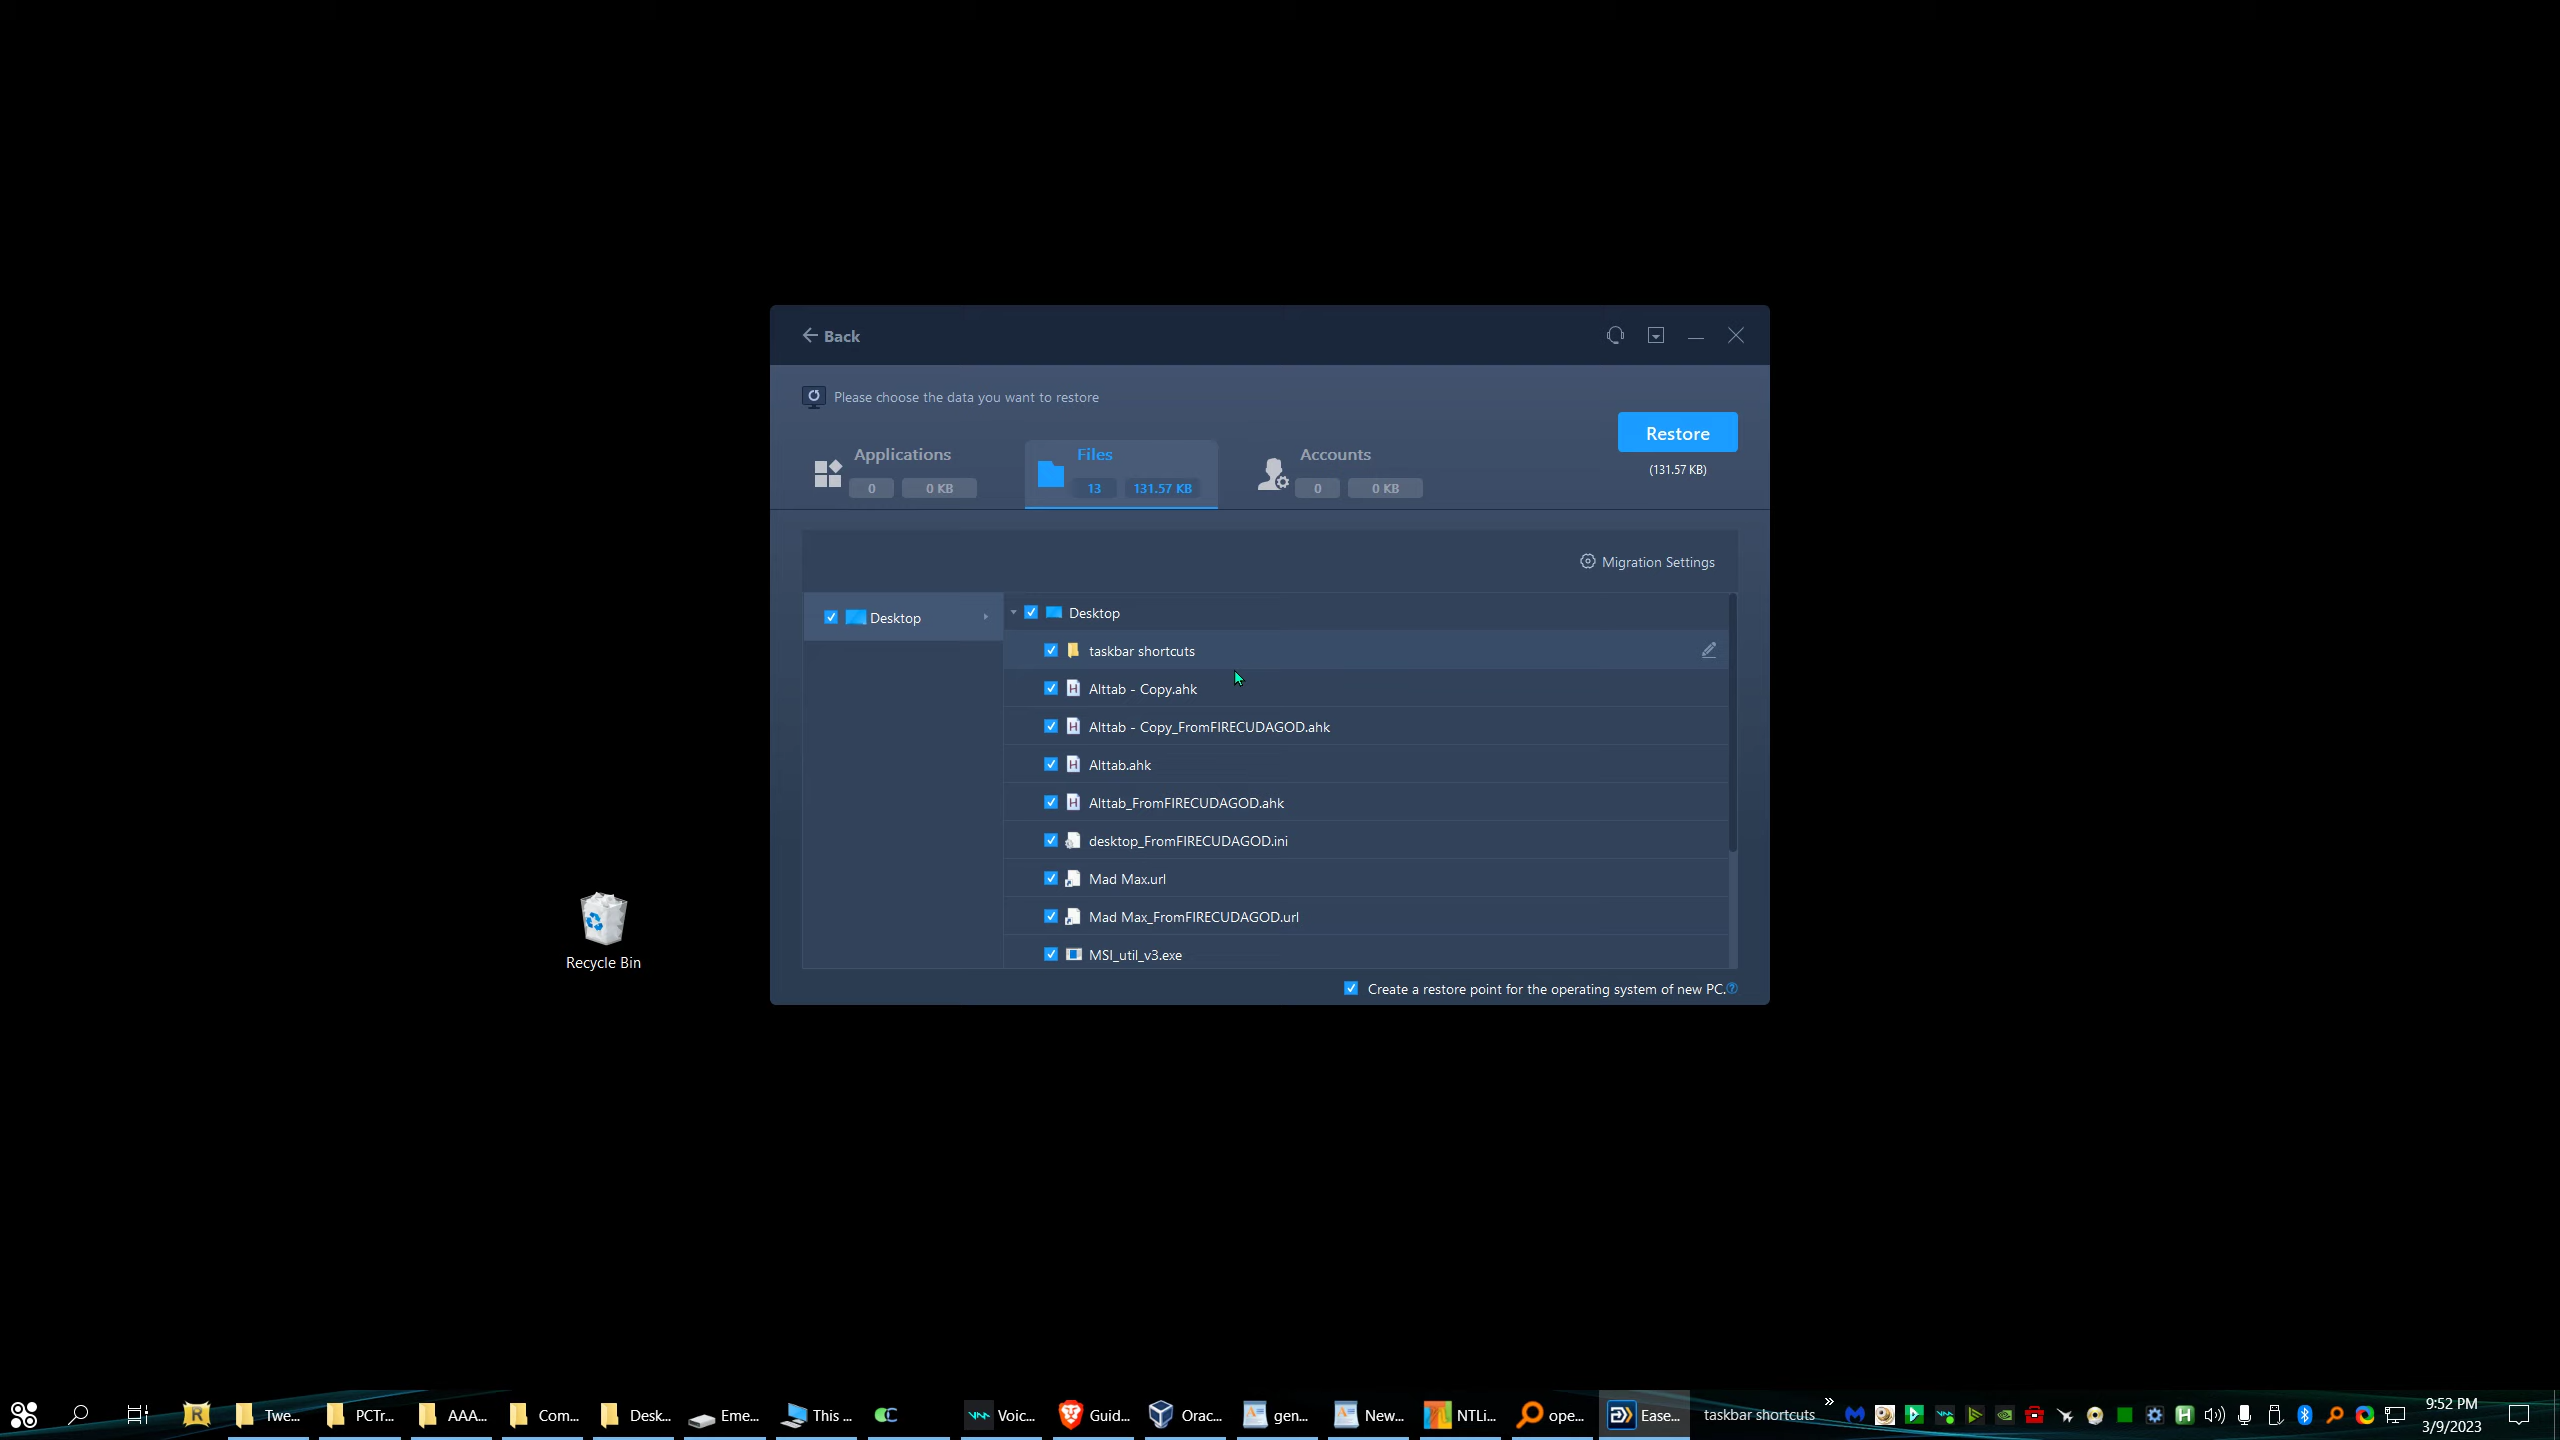 Back
Please choose the data you want to restore
Restore
(131.57 KB)
Applications
0
0 KB
Files
13
131.57 KB
Accounts
0
0 KB
Migration Settings
Desktop
Desktop
taskbar shortcuts
Alttab - Copy.ahk
Alttab - Copy_FromFIRECUDAGOD.ahk
Alttab.ahk
Alttab_FromFIRECUDAGOD.ahk
desktop_FromFIRECUDAGOD.ini
Mad Max.url
Mad Max_FromFIRECUDAGOD.url
MSI_util_v3.exe
Create a restore point for the operating system of new PC.
Recycle Bin
Twe... PCTr... AAA... Com... Desk... Eme... This ... Voic... Guid... Orac... gen... New... NTLi... ope... Ease... taskbar shortcuts »
9:52 PM
3/9/2023